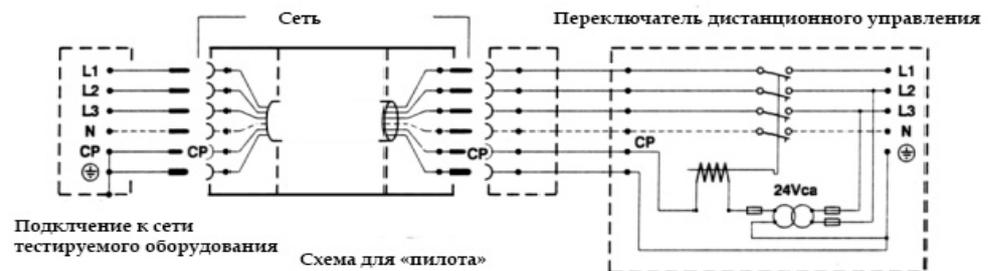 Сеть
Переключатель дистанционного управления
L1
L2
L3
N
CP
CP
CP
CP
24Vca
L1
L2
L3
N
Подклчение к сети
тестируемого оборудования
Схема для «пилота»